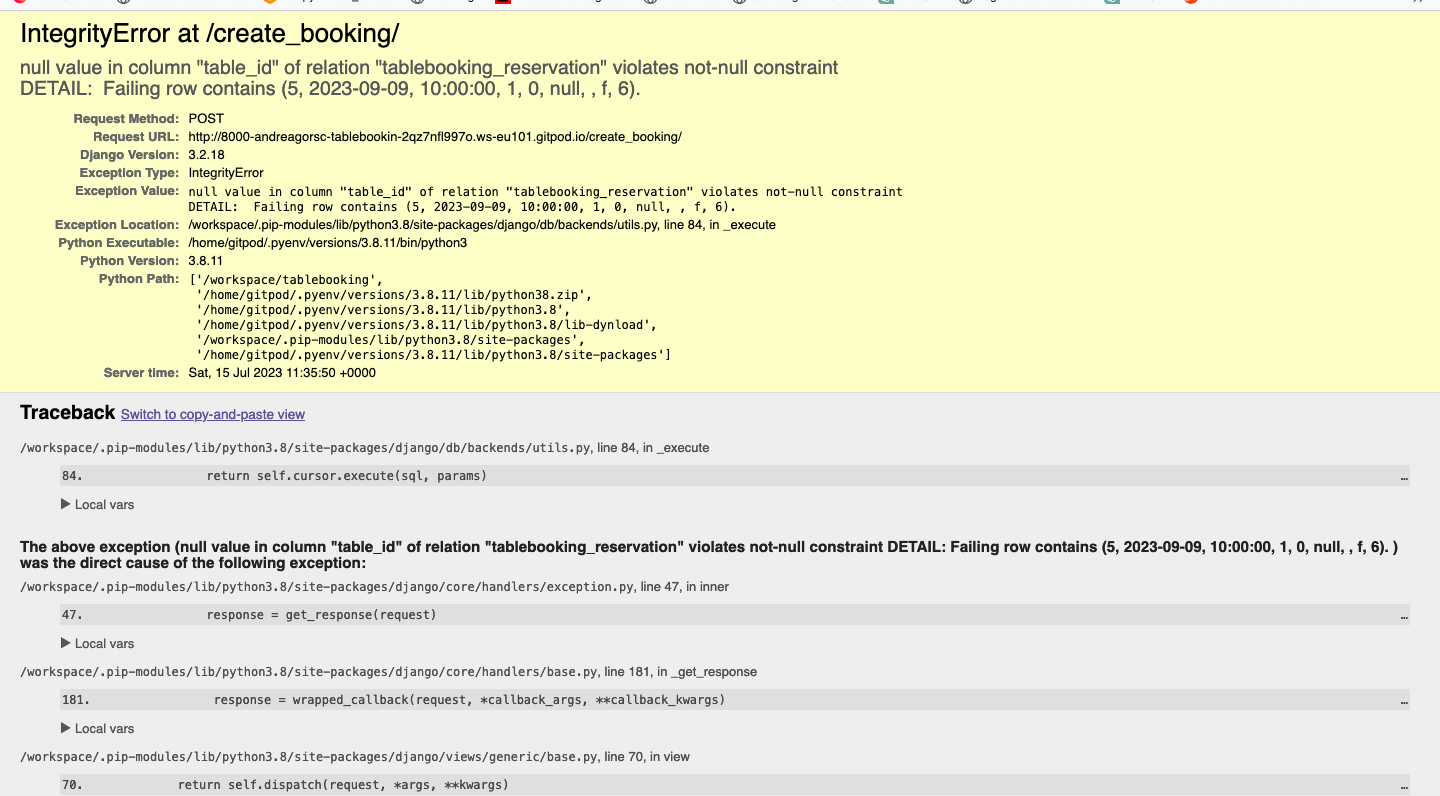 IntegrityError at /create_booking/
null value in column "table_id" of relation "tablebooking_reservation" violates not-null constraint
DETAIL:  Failing row contains (5, 2023-09-09, 10:00:00, 1, 0, null, , f, 6).
Request Method: POST
Request URL: http://8000-andreagorsc-tablebookin-2qz7nfl997o.ws-eu101.gitpod.io/create_booking/
Django Version: 3.2.18
Exception Type: IntegrityError
Exception Value: null value in column "table_id" of relation "tablebooking_reservation" violates not-null constraint
DETAIL:  Failing row contains (5, 2023-09-09, 10:00:00, 1, 0, null, , f, 6).
Exception Location: /workspace/.pip-modules/lib/python3.8/site-packages/django/db/backends/utils.py, line 84, in _execute
Python Executable: /home/gitpod/.pyenv/versions/3.8.11/bin/python3
Python Version: 3.8.11
Python Path: ['/workspace/tablebooking',
'/home/gitpod/.pyenv/versions/3.8.11/lib/python38.zip',
'/home/gitpod/.pyenv/versions/3.8.11/lib/python3.8',
'/home/gitpod/.pyenv/versions/3.8.11/lib/python3.8/lib-dynload',
'/workspace/.pip-modules/lib/python3.8/site-packages',
'/home/gitpod/.pyenv/versions/3.8.11/lib/python3.8/site-packages']
Server time: Sat, 15 Jul 2023 11:35:50 +0000
Traceback Switch to copy-and-paste view
/workspace/.pip-modules/lib/python3.8/site-packages/django/db/backends/utils.py, line 84, in _execute
84. return self.cursor.execute(sql, params) …
▶ Local vars
The above exception (null value in column "table_id" of relation "tablebooking_reservation" violates not-null constraint DETAIL: Failing row contains (5, 2023-09-09, 10:00:00, 1, 0, null, , f, 6). )
was the direct cause of the following exception:
/workspace/.pip-modules/lib/python3.8/site-packages/django/core/handlers/exception.py, line 47, in inner
47. response = get_response(request) …
▶ Local vars
/workspace/.pip-modules/lib/python3.8/site-packages/django/core/handlers/base.py, line 181, in _get_response
181. response = wrapped_callback(request, *callback_args, **callback_kwargs) …
▶ Local vars
/workspace/.pip-modules/lib/python3.8/site-packages/django/views/generic/base.py, line 70, in view
70. return self.dispatch(request, *args, **kwargs) …